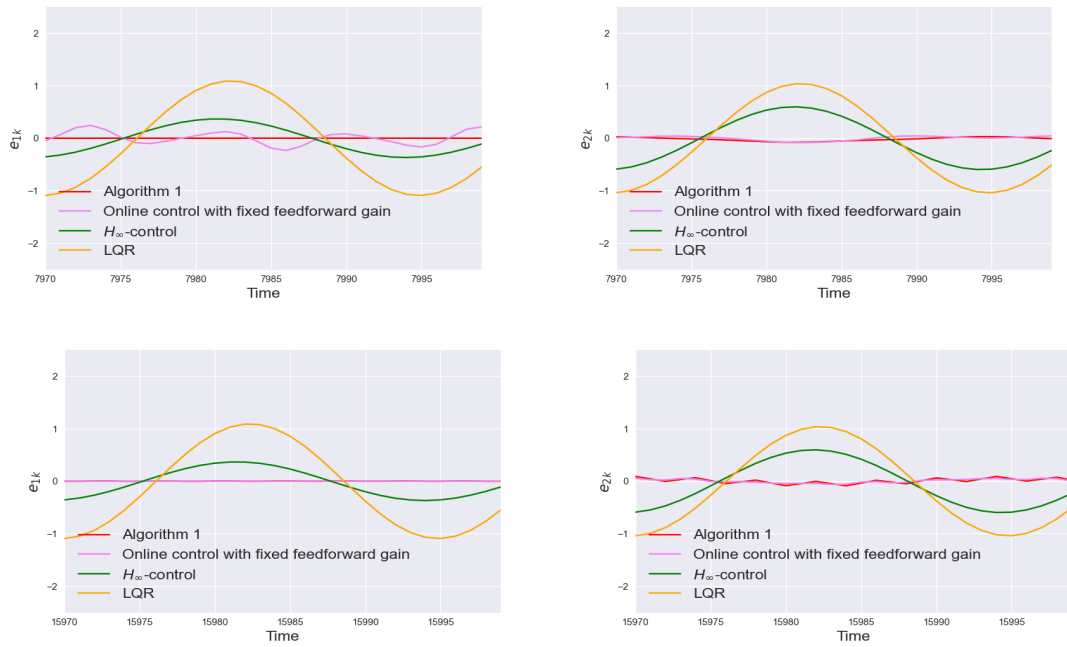 2
1
0
−1
−2
e1k
Algorithm 1
Online control with fixed feedforward gain
H∞-control
LQR
7970 7975 7980 7985 7990 7995
Time
2
1
0
−1
−2
e2k
Algorithm 1
Online control with fixed feedforward gain
H∞-control
LQR
7970 7975 7980 7985 7990 7995
Time
2
1
0
−1
−2
e1k
Algorithm 1
Online control with fixed feedforward gain
H∞-control
LQR
15970 15975 15980 15985 15990 15995
Time
2
1
0
−1
−2
e2k
Algorithm 1
Online control with fixed feedforward gain
H∞-control
LQR
15970 15975 15980 15985 15990 15995
Time